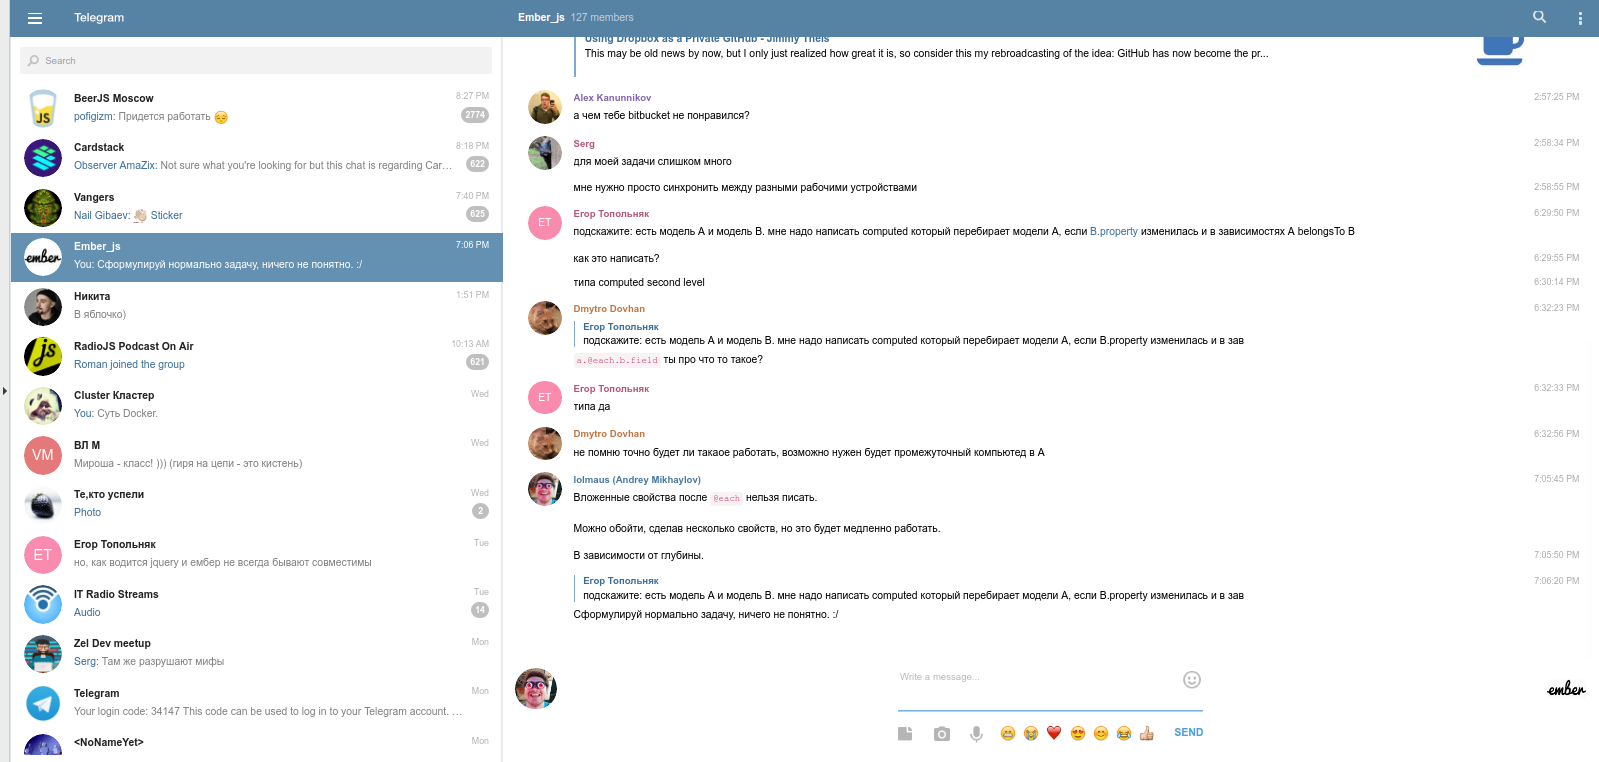 Telegram
Search
BeerJS Moscow 8:27 PM
pofigizm: Придется работать 2774
JS
Cardstack 8:18 PM
Observer AmaZix: Not sure what you're looking for but this chat is regarding Car... 622
Vangers 7:40 PM
Nail Gibaev: Sticker 625
Ember_js 7:06 PM
You: Сформулируй нормально задачу, ничего не понятно. :/
ember
Никита 1:51 PM
В яблочко)
RadioJS Podcast On Air 10:13 AM
Roman joined the group 621
js
Cluster Кластер Wed
You: Суть Docker.
ВЛ М Wed
VM
Мироша - класс! ))) (гиря на цепи - это кистень)
Те,кто успели Wed
Photo 2
Егор Топольняк Tue
ET
но, как водится jquery и ембер не всегда бывают совместимы
IT Radio Streams Tue
Audio 14
Zel Dev meetup Mon
Serg: Там же разрушают мифы
Telegram Mon
Your login code: 34147 This code can be used to log in to your Telegram account. ...
<NoNameYet> Mon
Ember_js 127 members
Using Dropbox as a Private GitHub - Jimmy Theis
This may be old news by now, but I only just realized how great it is, so consider this my rebroadcasting of the idea: GitHub has now become the pr...
Alex Kanunnikov 2:57:25 PM
а чем тебе bitbucket не понравился?
Serg 2:58:34 PM
для моей задачи слишком много
мне нужно просто синхронить между разными рабочими устройствами 2:58:55 PM
Егор Топольняк 6:29:50 PM
ET
подскажите: есть модель А и модель В. мне надо написать computed который перебирает модели А, если B.property изменилась и в зависимостях А belongsTo В
как это написать? 6:29:55 PM
типа computed second level 6:30:14 PM
Dmytro Dovhan 6:32:23 PM
Егор Топольняк
подскажите: есть модель А и модель В. мне надо написать computed который перебирает модели А, если B.property изменилась и в зав
a.@each.b.field ты про что то такое?
Егор Топольняк 6:32:33 PM
ET
типа да
Dmytro Dovhan 6:32:56 PM
не помню точно будет ли такаое работать, возможно нужен будет промежуточный компьютед в А
lolmaus (Andrey Mikhaylov) 7:05:45 PM
Вложенные свойства после @each нельзя писать.
Можно обойти, сделав несколько свойств, но это будет медленно работать.
В зависимости от глубины. 7:05:50 PM
Егор Топольняк 7:06:20 PM
подскажите: есть модель А и модель В. мне надо написать computed который перебирает модели А, если B.property изменилась и в зав
Сформулируй нормально задачу, ничего не понятно. :/
Write a message...
ember
SEND